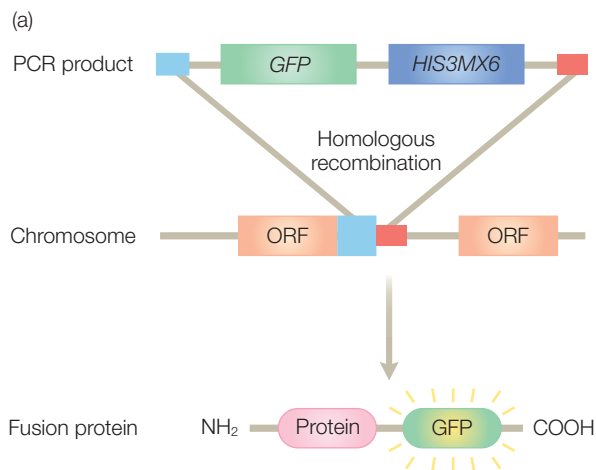 (a)
PCR product
GFP
HIS3MX6
Homologous
recombination
Chromosome
ORF
ORF
Fusion protein
NH₂
Protein
GFP
COOH